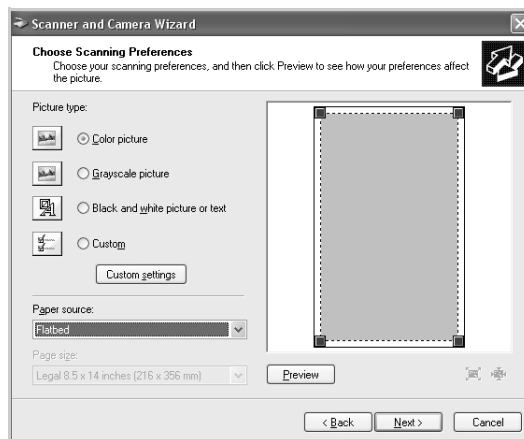 Scanner and Camera Wizard
Choose Scanning Preferences
Choose your scanning preferences, and then click Preview to see how your preferences affect
the picture.
Picture type:
Color picture
Grayscale picture
Black and white picture or text
Custom
Custom settings
Paper source:
Flatbed
Page size:
Legal 8.5 x 14 inches (216 x 356 mm)
Preview
< Back
Next >
Cancel